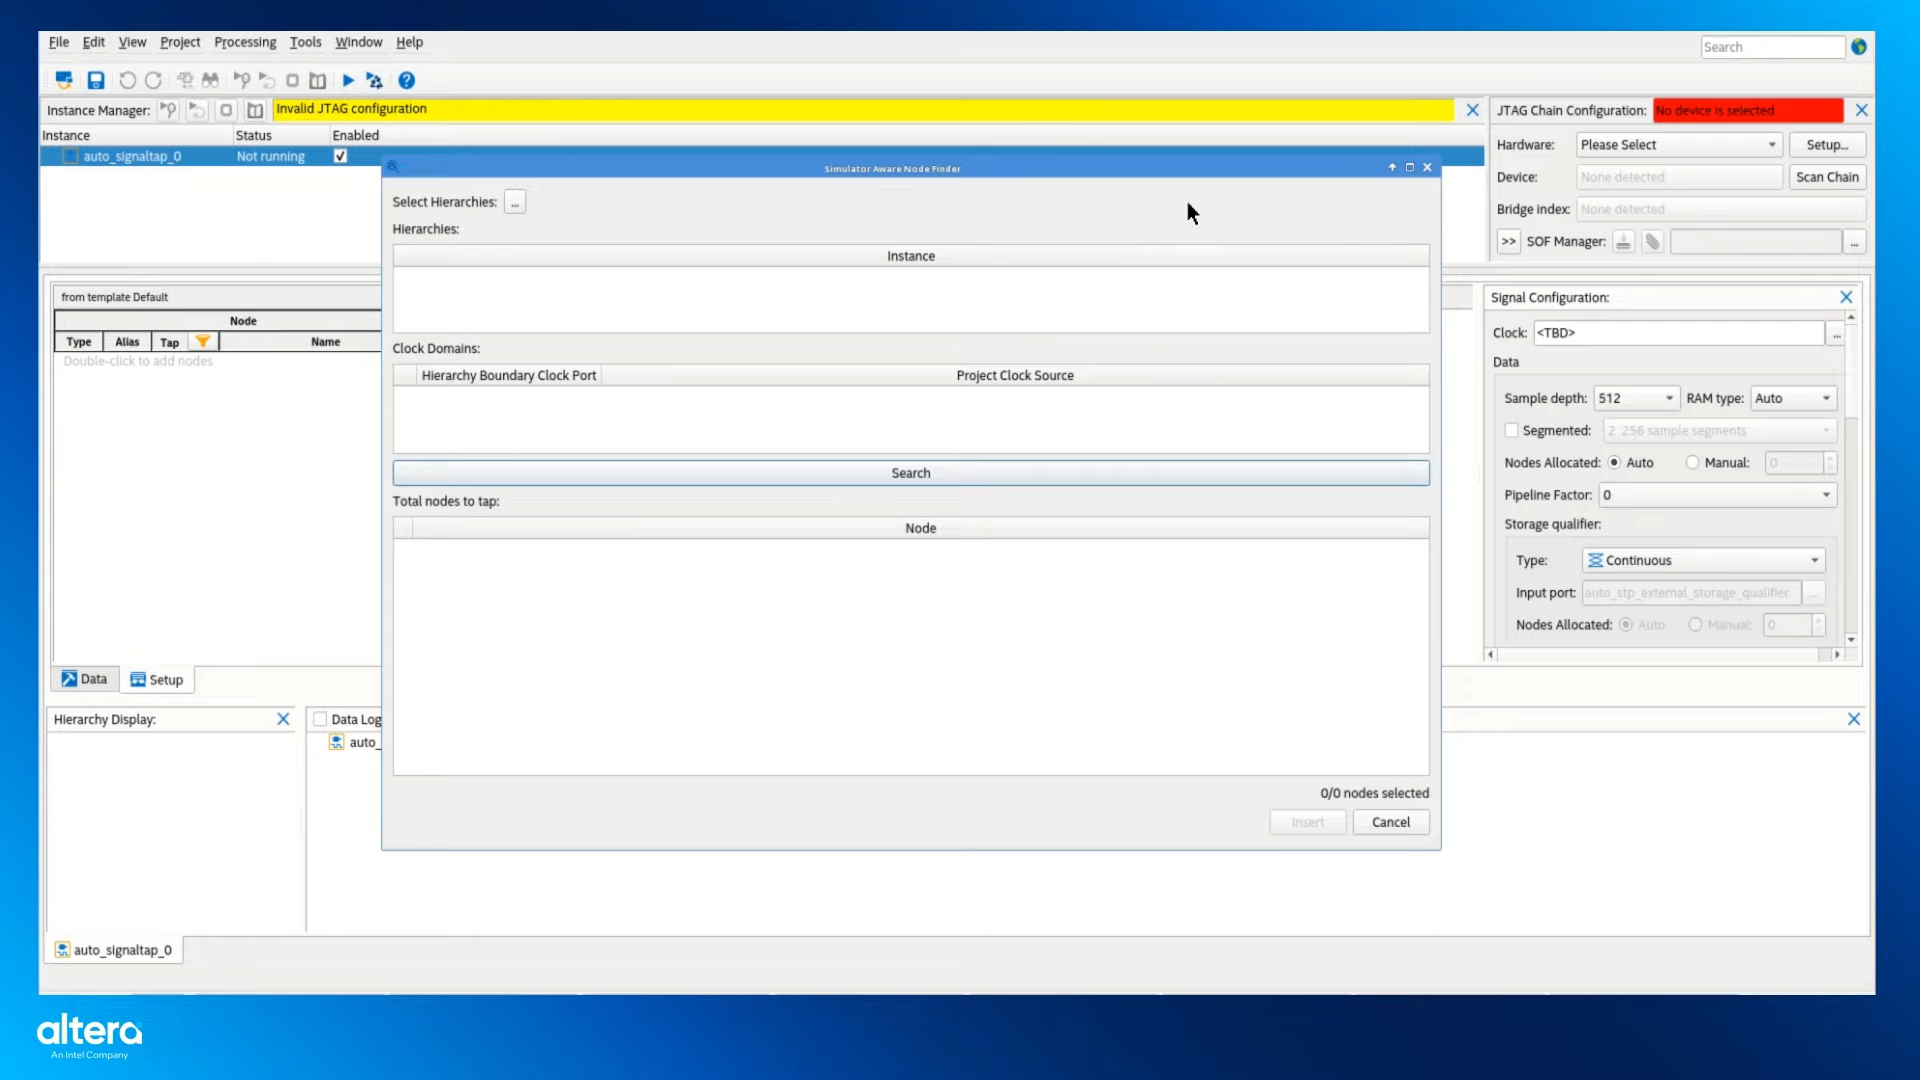 File Edit View Project Processing Tools Window Help
Search
Instance Manager: Invalid JTAG configuration
Instance Status Enabled
auto_signaltap_0 Not running
JTAG Chain Configuration: No device is selected
Hardware: Please Select Setup...
Device: None detected Scan Chain
Bridge index: None detected
>> SOF Manager: ...
Simulator Aware Node Finder
Select Hierarchies: ...
Hierarchies:
Instance
Clock Domains:
Hierarchy Boundary Clock Port Project Clock Source
Search
Total nodes to tap:
Node
0/0 nodes selected
Insert Cancel
from template Default
Node
Type Alias Tap Name
Double-click to add nodes
Data Setup
Signal Configuration:
Clock: <TBD> ...
Data
Sample depth: 512 RAM type: Auto
Segmented: 2 256 sample segments
Nodes Allocated: Auto Manual: 0
Pipeline Factor: 0
Storage qualifier:
Type: Continuous
Input port: auto_stp_external_storage_qualifier ...
Nodes Allocated: Auto Manual: 0
Hierarchy Display:
Data Log
auto_
auto_signaltap_0
altera
An Intel Company